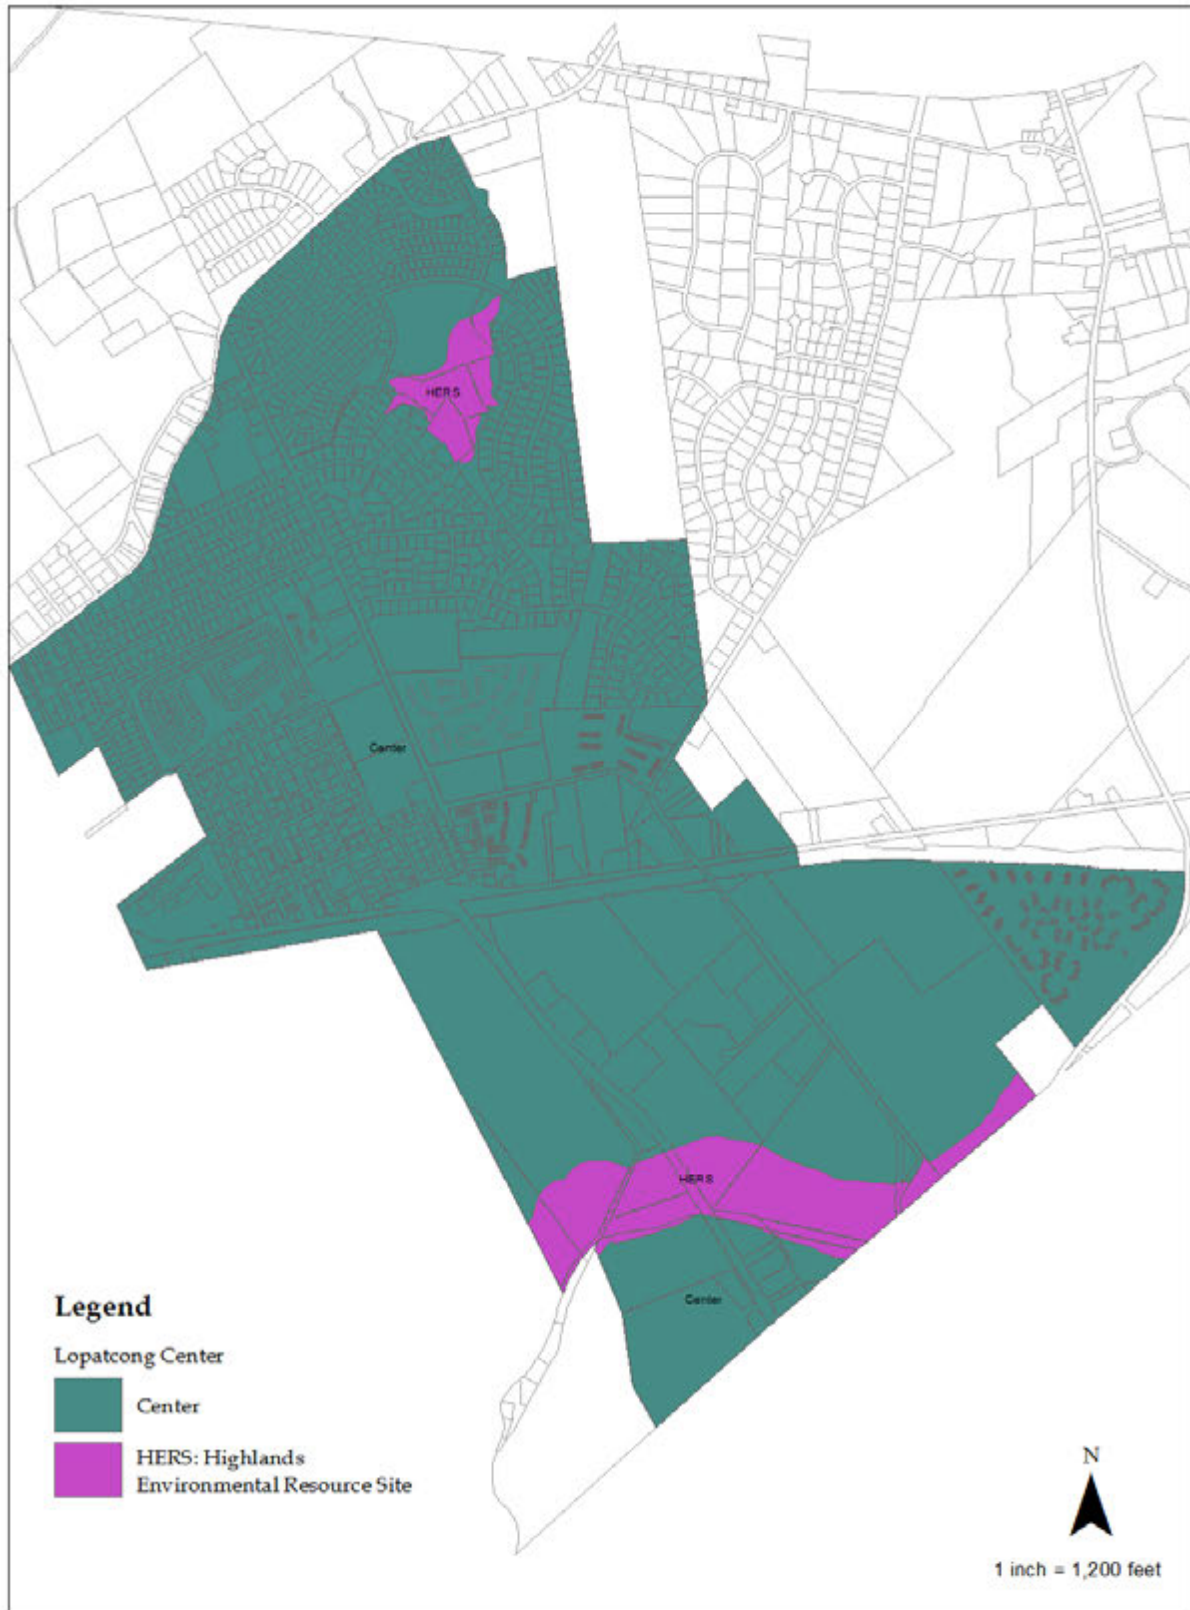 HERS
Center
HERS
Center
Legend
Lopatcong Center
Center
HERS: Highlands
Environmental Resource Site
N
1 inch = 1,200 feet